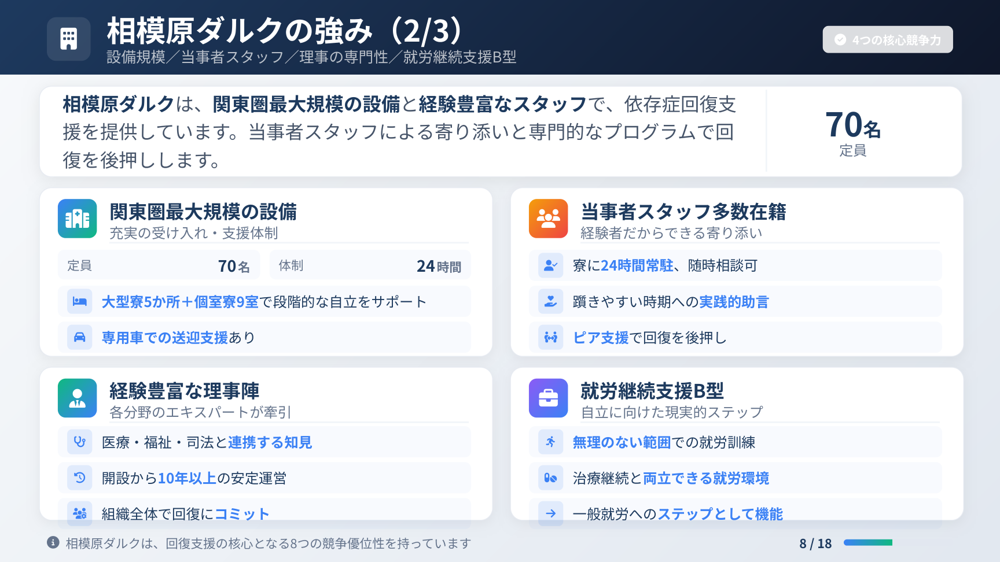 相模原ダルクの強み（2/3）
設備規模／当事者スタッフ／理事の専門性／就労継続支援B型
4つの核心競争力
相模原ダルクは、関東圏最大規模の設備と経験豊富なスタッフで、依存症回復支
援を提供しています。当事者スタッフによる寄り添いと専門的なプログラムで回
復を後押しします。
70名
定員
関東圏最大規模の設備
充実の受け入れ・支援体制
定員 70名
体制 24時間
大型寮5か所＋個室寮9室で段階的な自立をサポート
専用車での送迎支援あり
当事者スタッフ多数在籍
経験者だからできる寄り添い
寮に24時間常駐、随時相談可
躓きやすい時期への実践的助言
ピア支援で回復を後押し
経験豊富な理事陣
各分野のエキスパートが牽引
医療・福祉・司法と連携する知見
開設から10年以上の安定運営
組織全体で回復にコミット
就労継続支援B型
自立に向けた現実的ステップ
無理のない範囲での就労訓練
治療継続と両立できる就労環境
一般就労へのステップとして機能
相模原ダルクは、回復支援の核心となる8つの競争優位性を持っています
8 / 18